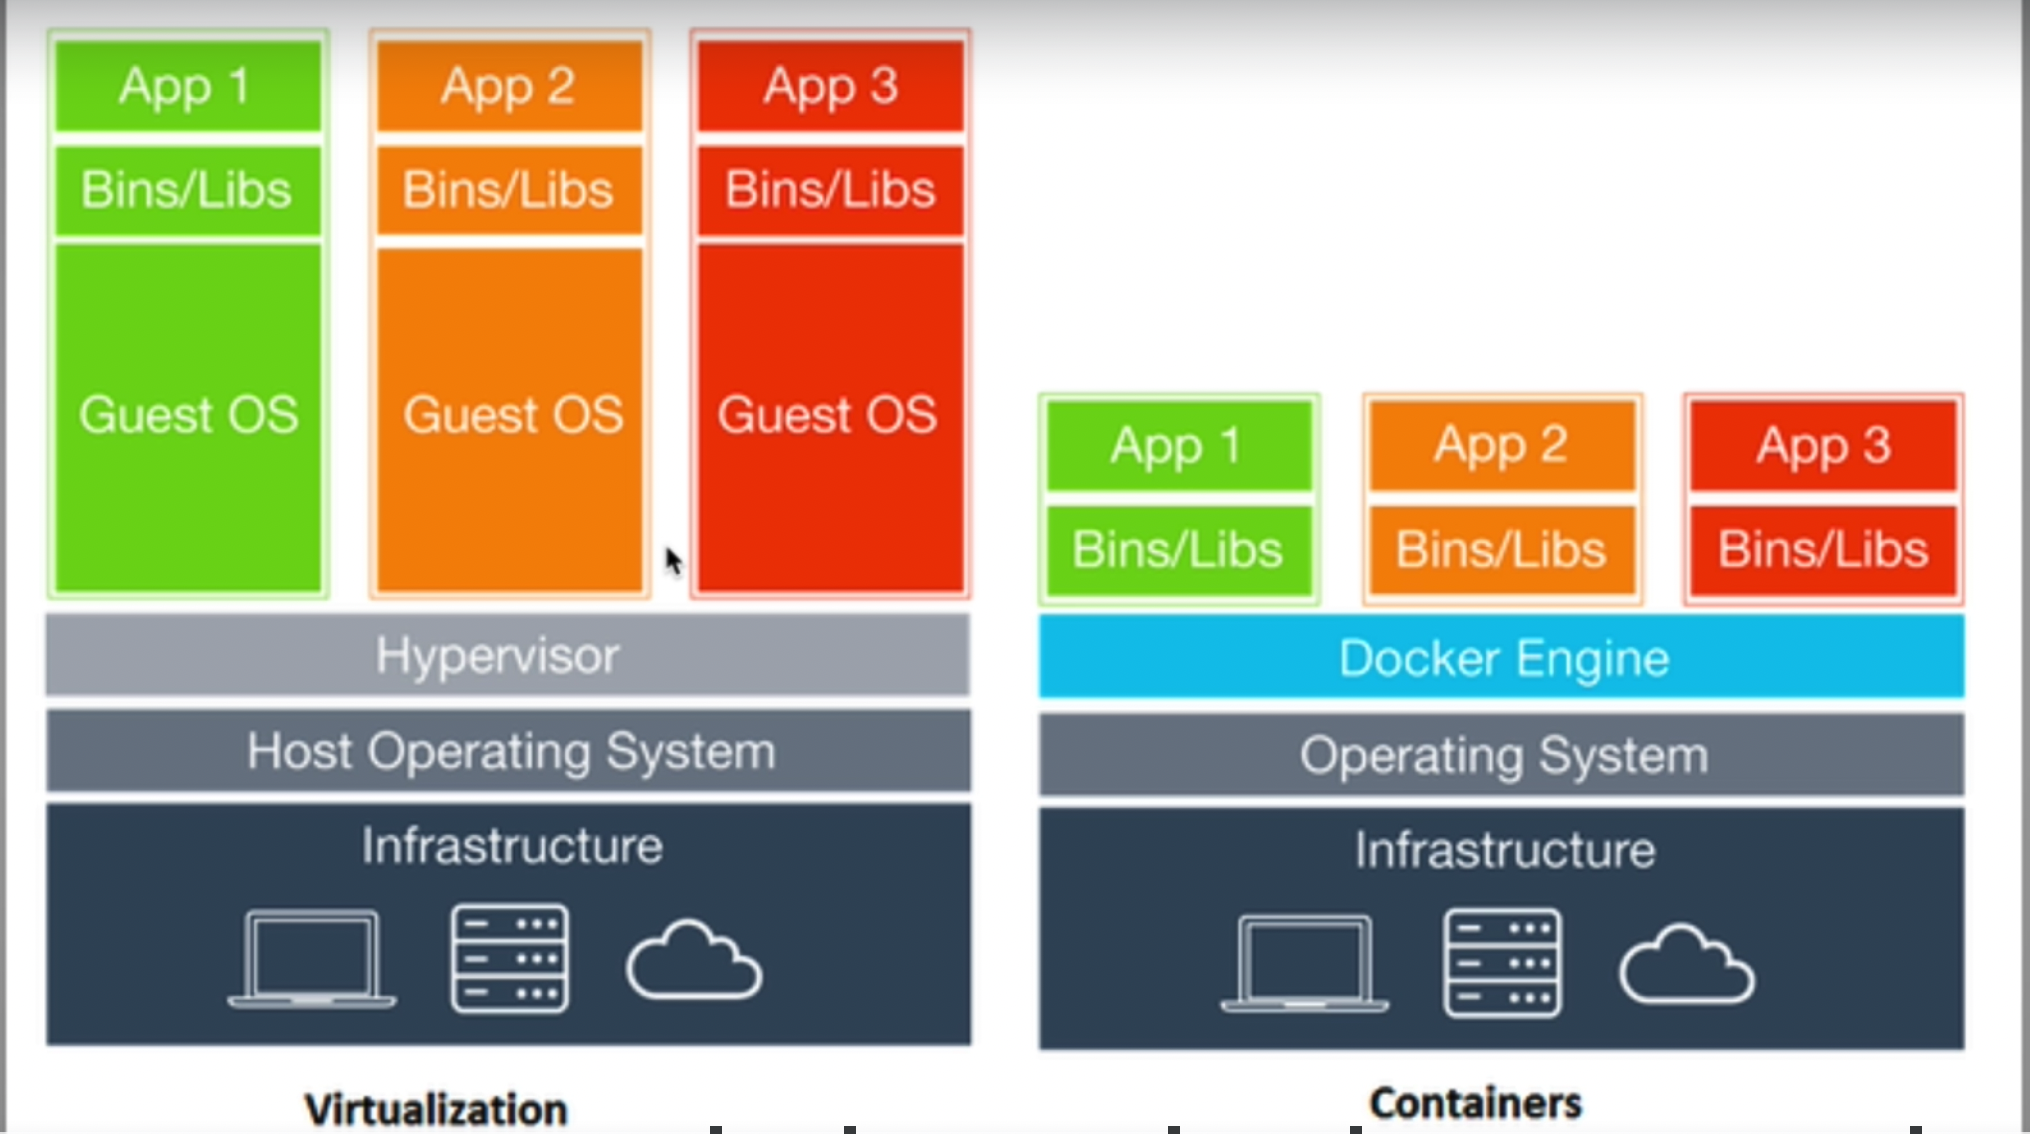 App 1
App 2
App 3
Bins/Libs
Bins/Libs
Bins/Libs
Guest OS
Guest OS
Guest OS
Hypervisor
Host Operating System
Infrastructure
Virtualization
App 1
App 2
App 3
Bins/Libs
Bins/Libs
Bins/Libs
Docker Engine
Operating System
Infrastructure
Containers